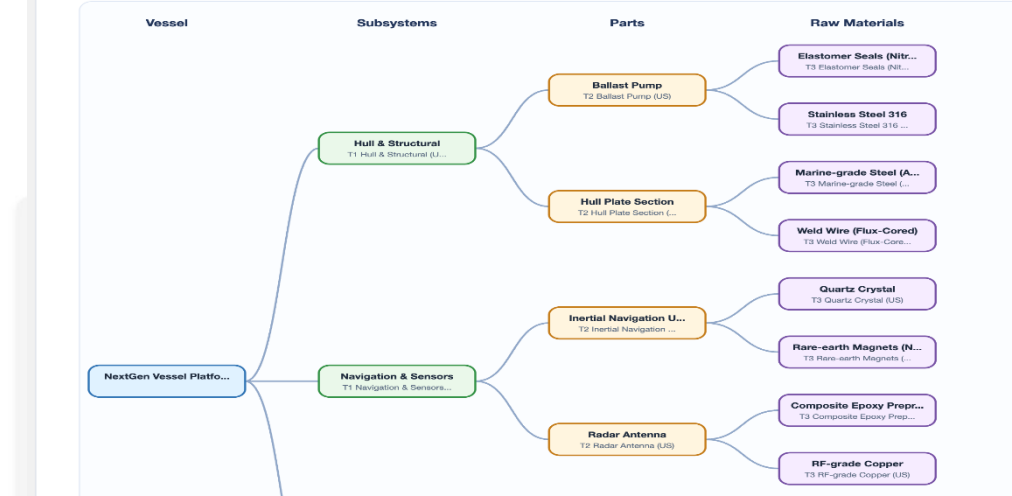 Vessel
Subsystems
Parts
Raw Materials
Elastomer Seals (Nitr...
T3 Elastomer Seals (Nit...
Ballast Pump
T2 Ballast Pump (US)
Stainless Steel 316
T3 Stainless Steel 316 ...
Hull & Structural
T1 Hull & Structural (U...
Marine-grade Steel (A...
T3 Marine-grade Steel (...
Hull Plate Section
T2 Hull Plate Section (...
Weld Wire (Flux-Cored)
T3 Weld Wire (Flux-Core...
Quartz Crystal
T3 Quartz Crystal (US)
Inertial Navigation U...
T2 Inertial Navigation ...
Rare-earth Magnets (N...
T3 Rare-earth Magnets (...
NextGen Vessel Platfo...
Navigation & Sensors
T1 Navigation & Sensors...
Composite Epoxy Prepr...
T3 Composite Epoxy Prep...
Radar Antenna
T2 Radar Antenna (US)
RF-grade Copper
T3 RF-grade Copper (US)